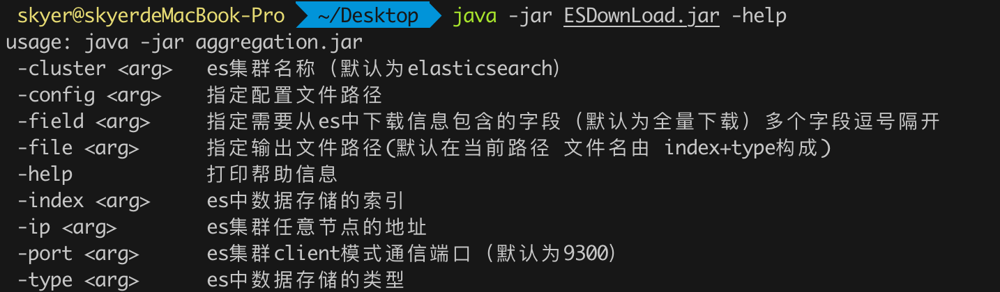 skyer@skyerdeMacBook-Pro ~/Desktop java -jar ESDownLoad.jar -help
usage: java -jar aggregation.jar
-cluster <arg> es集群名称（默认为elasticsearch）
-config <arg> 指定配置文件路径
-field <arg> 指定需要从es中下载信息包含的字段（默认为全量下载）多个字段逗号隔开
-file <arg> 指定输出文件路径(默认在当前路径 文件名由 index+type构成)
-help 打印帮助信息
-index <arg> es中数据存储的索引
-ip <arg> es集群任意节点的地址
-port <arg> es集群client模式通信端口（默认为9300）
-type <arg> es中数据存储的类型